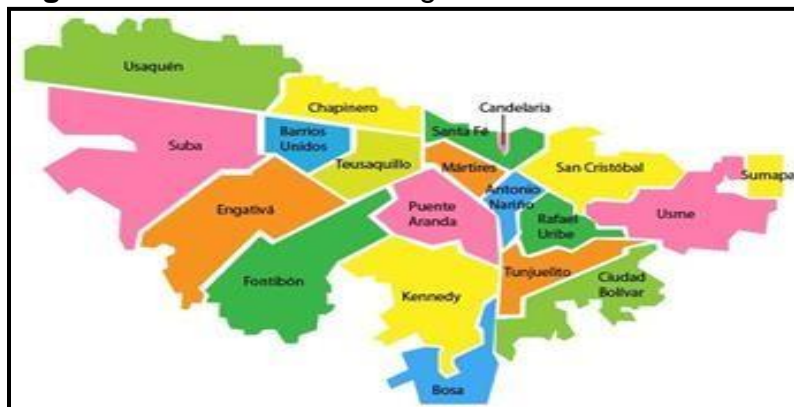 Usaquén
Chapinero
Candelaria
Santa Fé
Suba
Barrios
Unidos
Teusaquillo
Mártires
San Cristóbal
Sumapa
Engativá
Puente
Aranda
Antonio
Nariño
Rafael
Uribe
Usme
Fontibón
Kennedy
Tunjuelito
Ciudad
Bolívar
Bosa